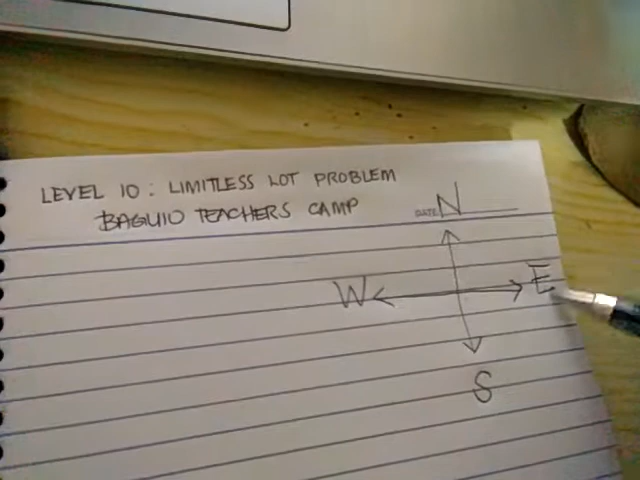 LEVEL 10: LIMITLESS LOT PROBLEM
BAGUIO TEACHERS CAMP
DATE N
W E
S